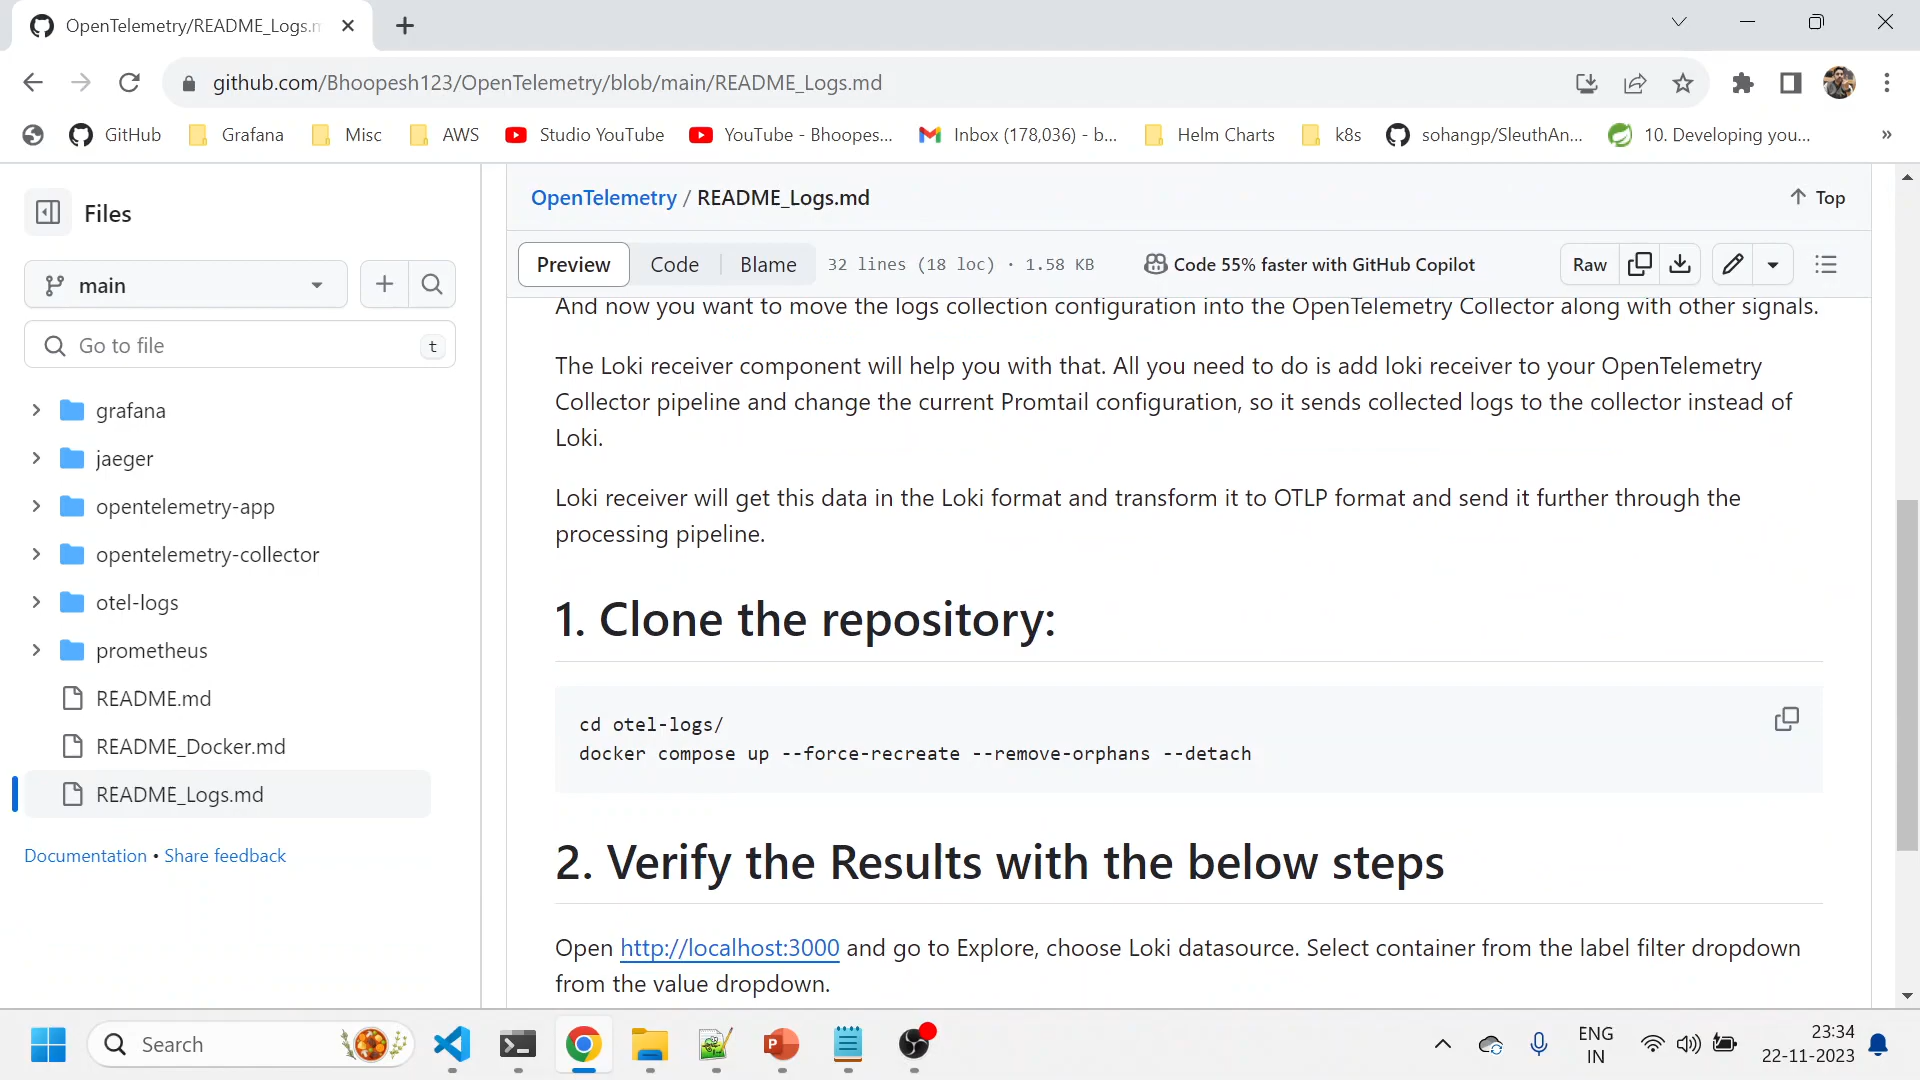 OpenTelemetry/README_Logs.m
github.com/Bhoopesh123/OpenTelemetry/blob/main/README_Logs.md
GitHub
Grafana
Misc
AWS
Studio YouTube
YouTube - Bhoopes...
Inbox (178,036) - b...
Helm Charts
k8s
sohangp/SleuthAn...
10. Developing you...
»
Files
main
Go to file
t
grafana
jaeger
opentelemetry-app
opentelemetry-collector
otel-logs
prometheus
README.md
README_Docker.md
README_Logs.md
Documentation • Share feedback
OpenTelemetry / README_Logs.md
Top
Preview
Code
Blame
32 lines (18 loc) · 1.58 KB
Code 55% faster with GitHub Copilot
Raw
And now you want to move the logs collection configuration into the OpenTelemetry Collector along with other signals.
The Loki receiver component will help you with that. All you need to do is add loki receiver to your OpenTelemetry
Collector pipeline and change the current Promtail configuration, so it sends collected logs to the collector instead of
Loki.
Loki receiver will get this data in the Loki format and transform it to OTLP format and send it further through the
processing pipeline.
1. Clone the repository:
cd otel-logs/
docker compose up --force-recreate --remove-orphans --detach
2. Verify the Results with the below steps
Open http://localhost:3000 and go to Explore, choose Loki datasource. Select container from the label filter dropdown
from the value dropdown.
Search
P
ENG
IN
23:34
22-11-2023